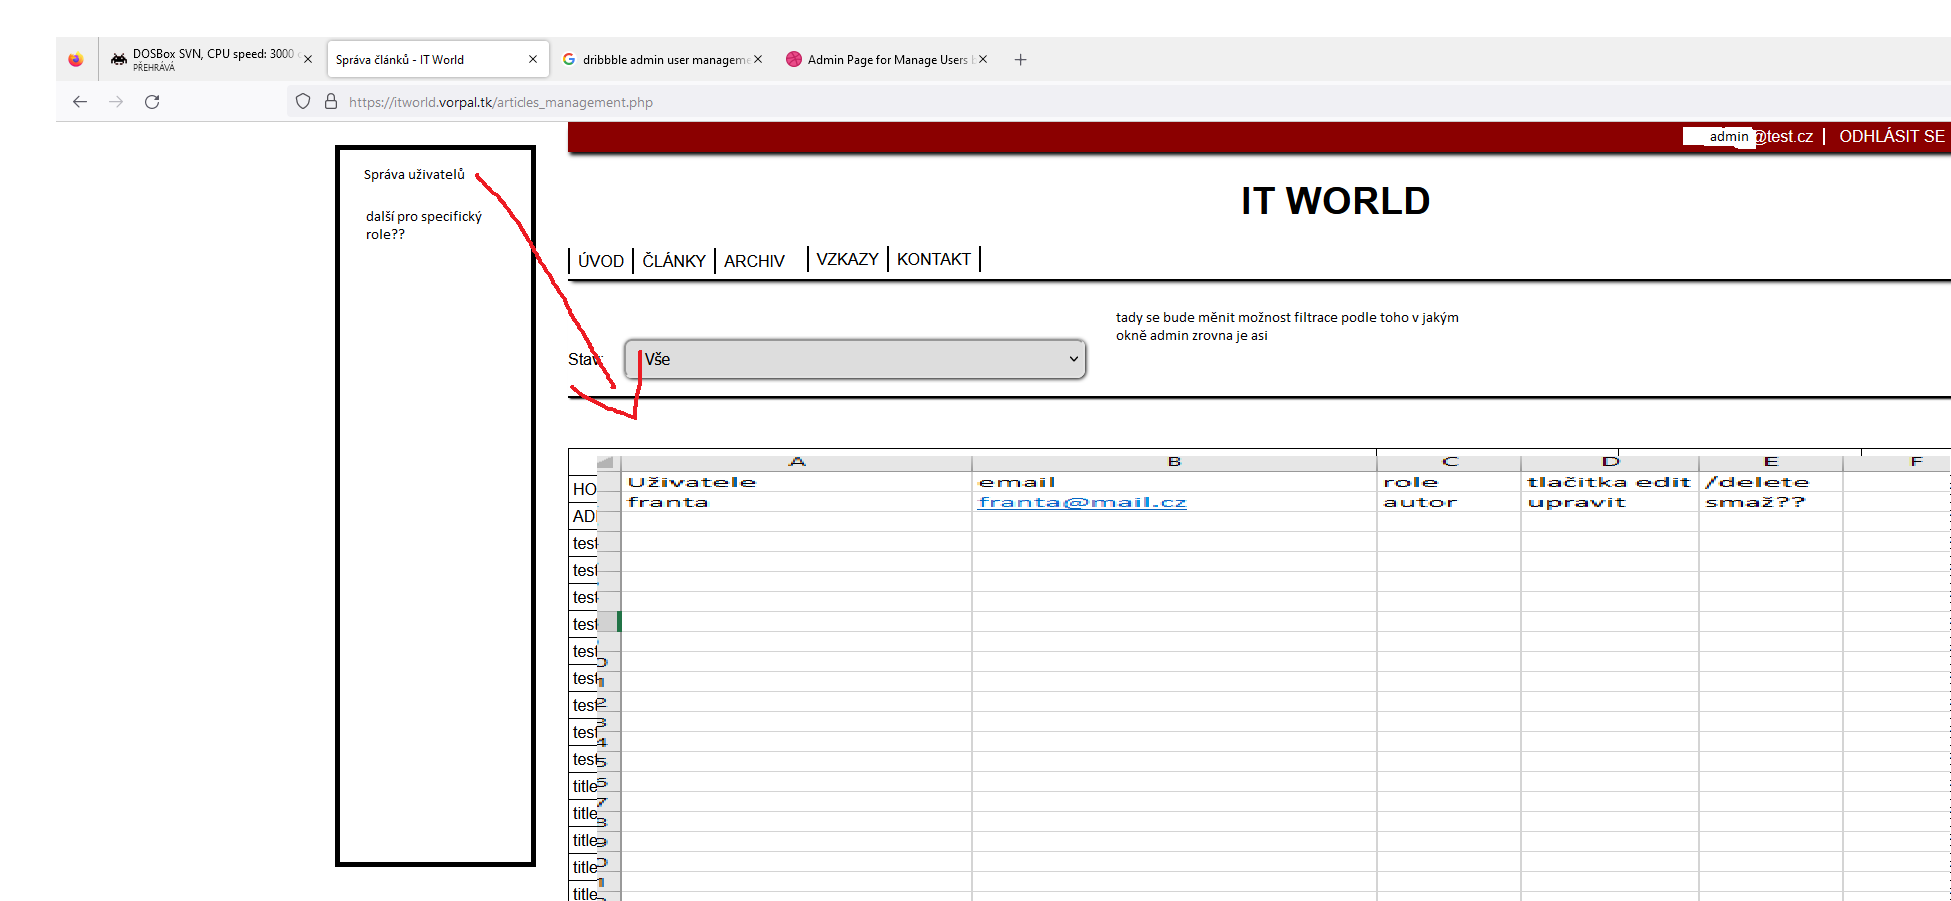 DOSBox SVN, CPU speed: 3000
PŘEHRÁVÁ
Správa článků - IT World
dribbble admin user manageme
Admin Page for Manage Users
https://itworld.vorpal.tk/articles_management.php
admin @test.cz | ODHLÁSIT SE
Správa uživatelů
další pro specifický
role??
IT WORLD
ÚVOD ČLÁNKY ARCHIV VZKAZY KONTAKT
tady se bude měnit možnost filtrace podle toho v jakým
okně admin zrovna je asi
Stav: Vše
A B C D E F
Uživatele email role tlačitka edit /delete
franta franta@mail.cz autor upravit smaž??
HO
AD
test
test
test
test
test
test
test
test
test
title
title
title
title
title